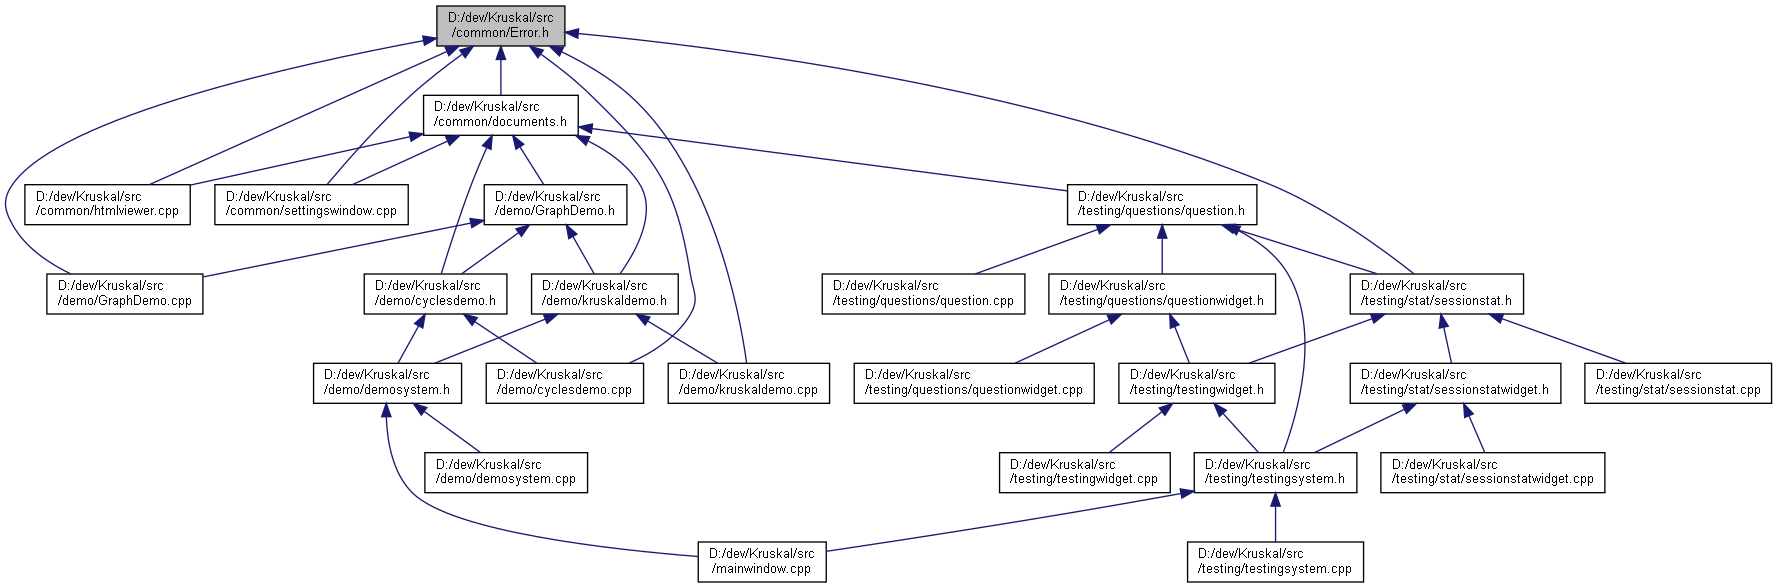 D:/dev/Kruskal/src
/common/Error.h
D:/dev/Kruskal/src
/common/documents.h
D:/dev/Kruskal/src
/common/htmlviewer.cpp
D:/dev/Kruskal/src
/common/settingswindow.cpp
D:/dev/Kruskal/src
/demo/GraphDemo.h
D:/dev/Kruskal/src
/testing/questions/question.h
D:/dev/Kruskal/src
/demo/GraphDemo.cpp
D:/dev/Kruskal/src
/demo/cyclesdemo.h
D:/dev/Kruskal/src
/demo/kruskaldemo.h
D:/dev/Kruskal/src
/testing/questions/question.cpp
D:/dev/Kruskal/src
/testing/questions/questionwidget.h
D:/dev/Kruskal/src
/testing/stat/sessionstat.h
D:/dev/Kruskal/src
/demo/demosystem.h
D:/dev/Kruskal/src
/demo/cyclesdemo.cpp
D:/dev/Kruskal/src
/demo/kruskaldemo.cpp
D:/dev/Kruskal/src
/testing/questions/questionwidget.cpp
D:/dev/Kruskal/src
/testing/testingwidget.h
D:/dev/Kruskal/src
/testing/stat/sessionstatwidget.h
D:/dev/Kruskal/src
/testing/stat/sessionstat.cpp
D:/dev/Kruskal/src
/demo/demosystem.cpp
D:/dev/Kruskal/src
/testing/testingwidget.cpp
D:/dev/Kruskal/src
/testing/testingsystem.h
D:/dev/Kruskal/src
/testing/stat/sessionstatwidget.cpp
D:/dev/Kruskal/src
/mainwindow.cpp
D:/dev/Kruskal/src
/testing/testingsystem.cpp